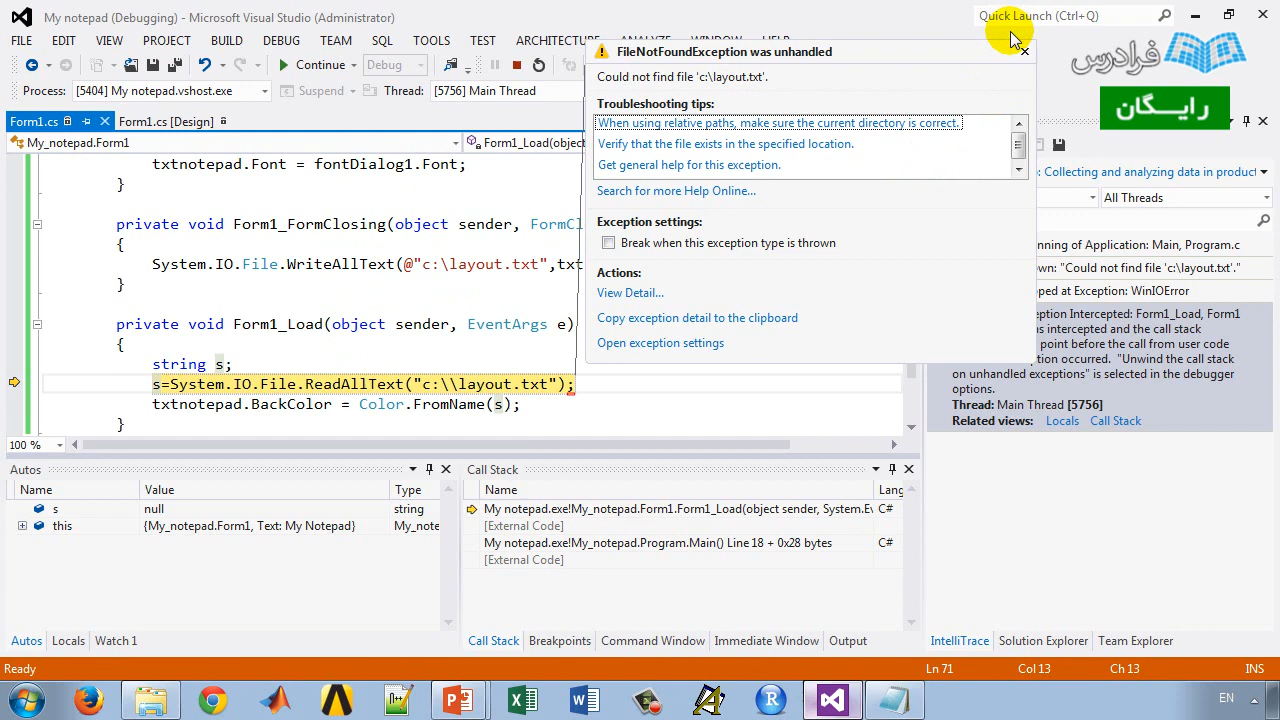 My notepad (Debugging) - Microsoft Visual Studio (Administrator)
Quick Launch (Ctrl+Q)
فرادرس
رایـگان
FILE EDIT VIEW PROJECT BUILD DEBUG TEAM SQL TOOLS TEST ARCHITECTURE ANALYZE WINDOW HELP
Continue Debug
Process: [5404] My notepad.vshost.exe Suspend Thread: [5756] Main Thread
Form1.cs Form1.cs [Design]
My_notepad.Form1 Form1_Load(objec
txtnotepad.Font = fontDialog1.Font;
}
private void Form1_FormClosing(object sender, FormC
{
System.IO.File.WriteAllText(@"c:\layout.txt",txt
}
private void Form1_Load(object sender, EventArgs e)
{
string s;
s=System.IO.File.ReadAllText("c:\\layout.txt");
txtnotepad.BackColor = Color.FromName(s);
}
100 %
FileNotFoundException was unhandled
Could not find file 'c:\layout.txt'.
Troubleshooting tips:
When using relative paths, make sure the current directory is correct.
Verify that the file exists in the specified location.
Get general help for this exception.
Search for more Help Online...
Exception settings:
Break when this exception type is thrown
Actions:
View Detail...
Copy exception detail to the clipboard
Open exception settings
o: Collecting and analyzing data in product
All Threads
nning of Application: Main, Program.c
own: "Could not find file 'c:\layout.txt'."
pped at Exception: WinIOError
ception Intercepted: Form1_Load, Form1
n was intercepted and the call stack
point before the call from user code
ption occurred. "Unwind the call stack
on unhandled exceptions" is selected in the debugger
options.
Thread: Main Thread [5756]
Related views: Locals Call Stack
Autos
Name Value Type
s null string
this {My_notepad.Form1, Text: My Notepad} My_note
Autos Locals Watch 1
Call Stack
Name Lang
My notepad.exe!My_notepad.Form1.Form1_Load(object sender, System.Ev C#
[External Code]
My notepad.exe!My_notepad.Program.Main() Line 18 + 0x28 bytes C#
[External Code]
Call Stack Breakpoints Command Window Immediate Window Output
IntelliTrace Solution Explorer Team Explorer
Ready Ln 71 Col 13 Ch 13 INS
EN